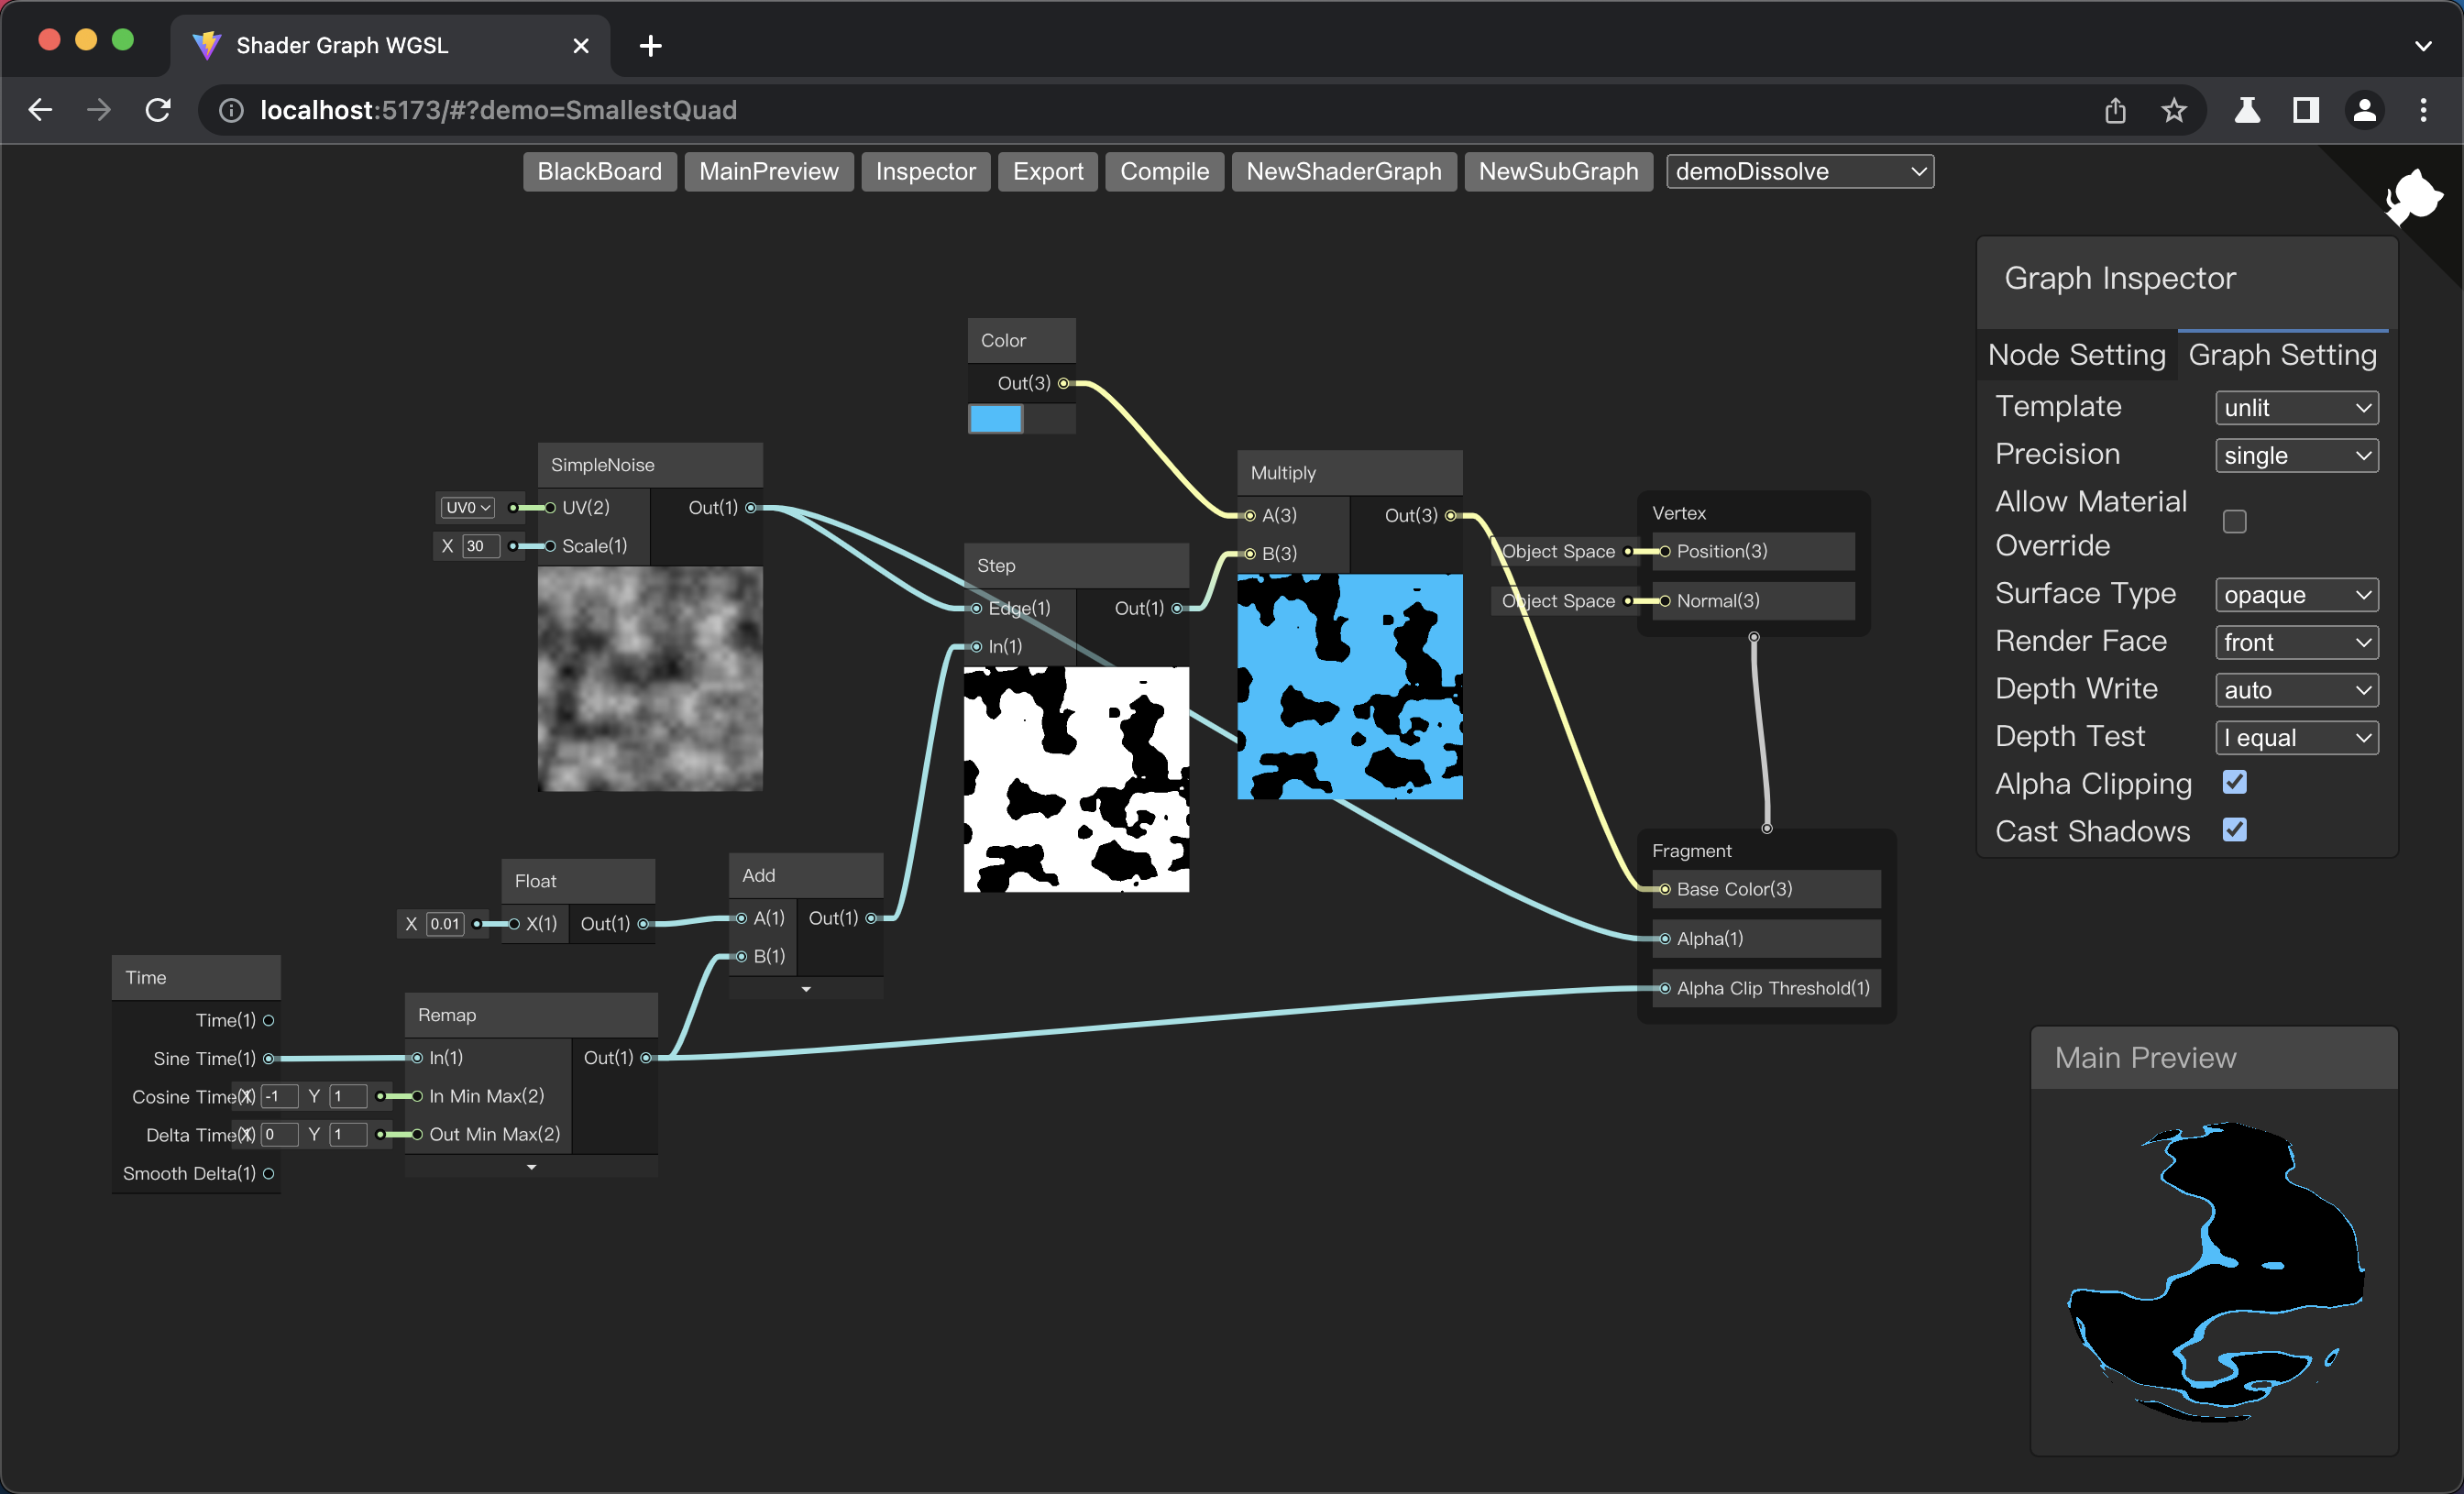 Shader Graph WGSL
localhost:5173/#?demo=SmallestQuad
BlackBoard MainPreview Inspector Export Compile NewShaderGraph NewSubGraph demoDissolve
Graph Inspector
Node Setting Graph Setting
Template unlit
Precision single
Allow Material
Override
Surface Type opaque
Render Face front
Depth Write auto
Depth Test l equal
Alpha Clipping
Cast Shadows
Color
Out(3)
SimpleNoise
UV0 UV(2) Out(1)
X 30 Scale(1)
Multiply
A(3) Out(3)
B(3)
Step
Edge(1) Out(1)
In(1)
Vertex
Object Space Position(3)
Object Space Normal(3)
Fragment
Base Color(3)
Alpha(1)
Alpha Clip Threshold(1)
Float
X 0.01 X(1) Out(1)
Add
A(1) Out(1)
B(1)
Time
Time(1)
Sine Time(1)
Cosine Time
Delta Time
Smooth Delta(1)
Remap
In(1) Out(1)
X -1 Y 1 In Min Max(2)
X 0 Y 1 Out Min Max(2)
Main Preview